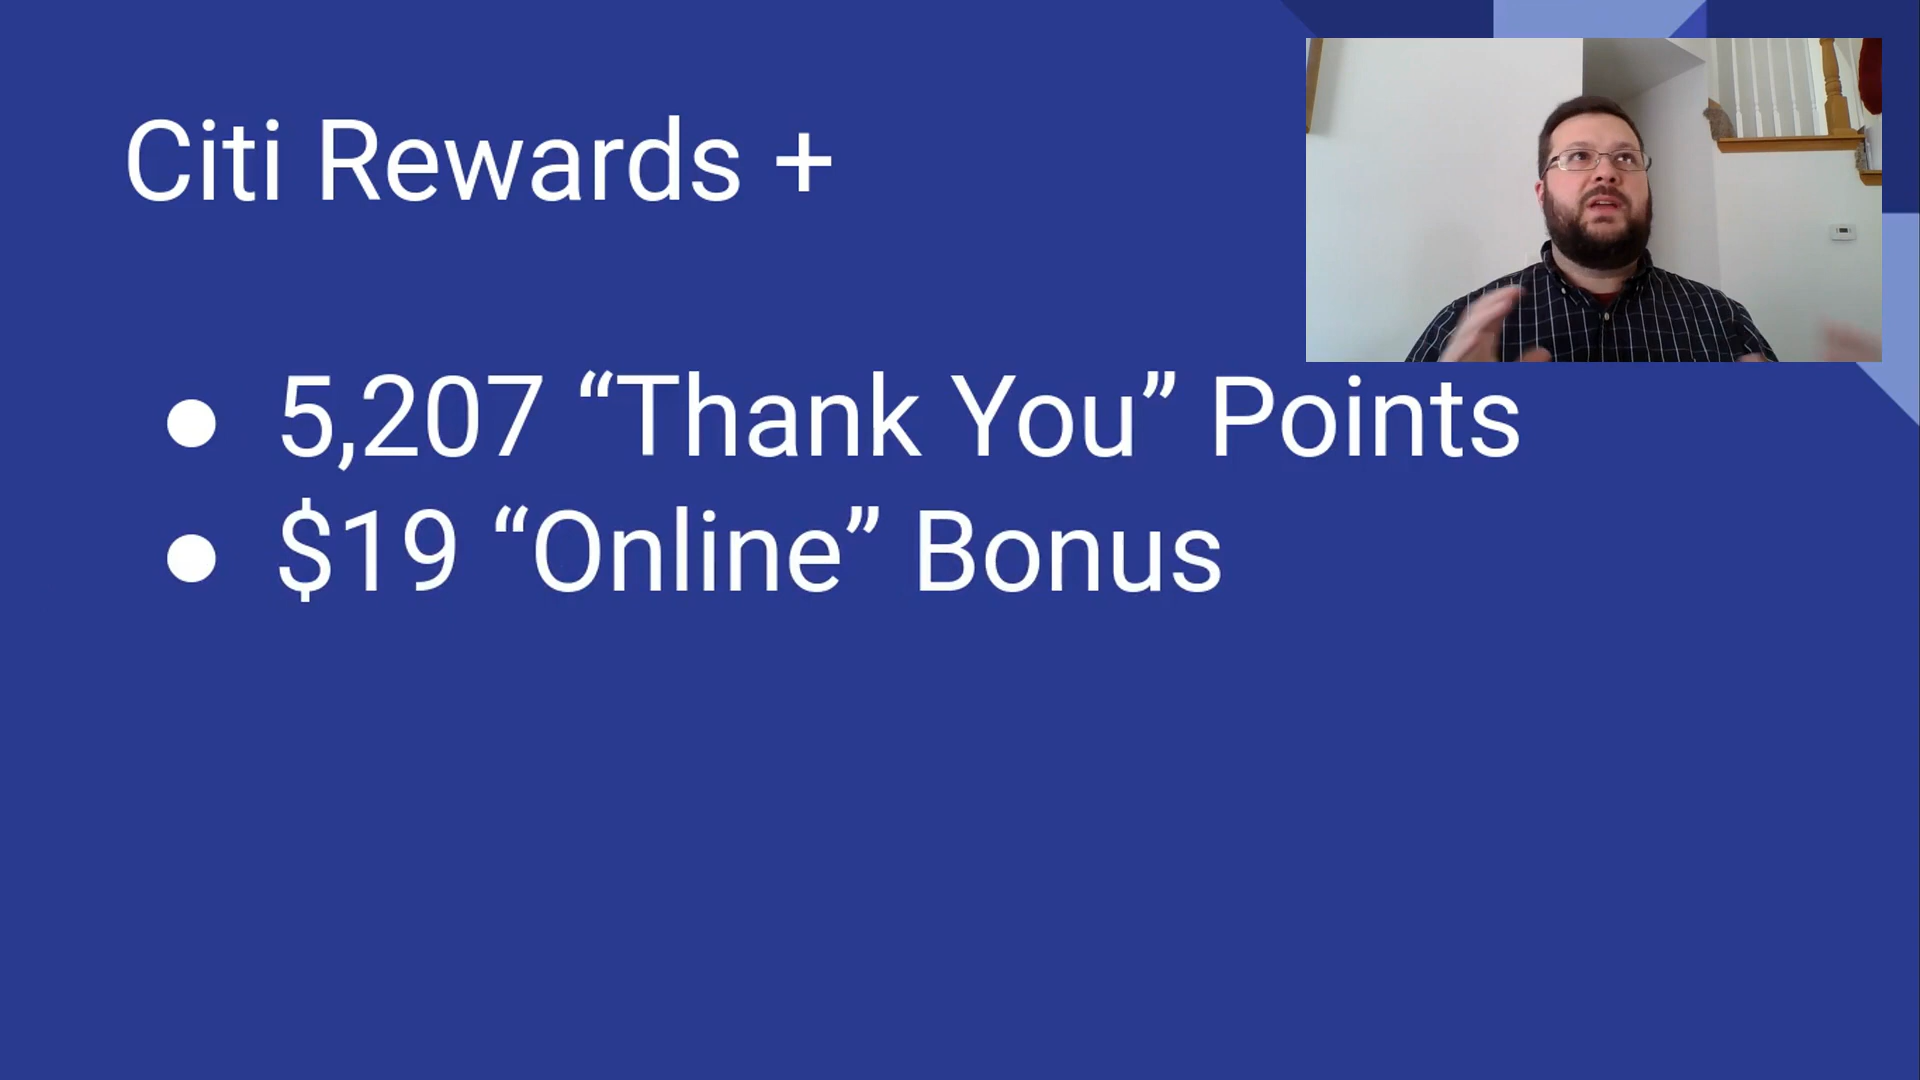 Citi Rewards +
● 5,207 “Thank You” Points
● $19 “Online” Bonus